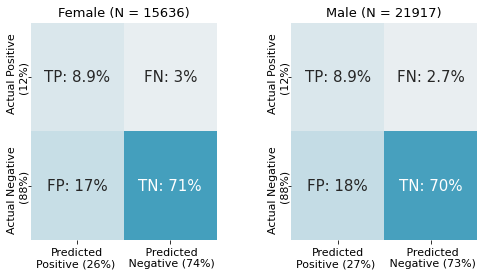 Female (N = 15636)
Actual Positive
(12%)
TP: 8.9%
FN: 3%
Actual Negative
(88%)
FP: 17%
TN: 71%
Predicted
Positive (26%)
Predicted
Negative (74%)
Male (N = 21917)
Actual Positive
(12%)
TP: 8.9%
FN: 2.7%
Actual Negative
(88%)
FP: 18%
TN: 70%
Predicted
Positive (27%)
Predicted
Negative (73%)